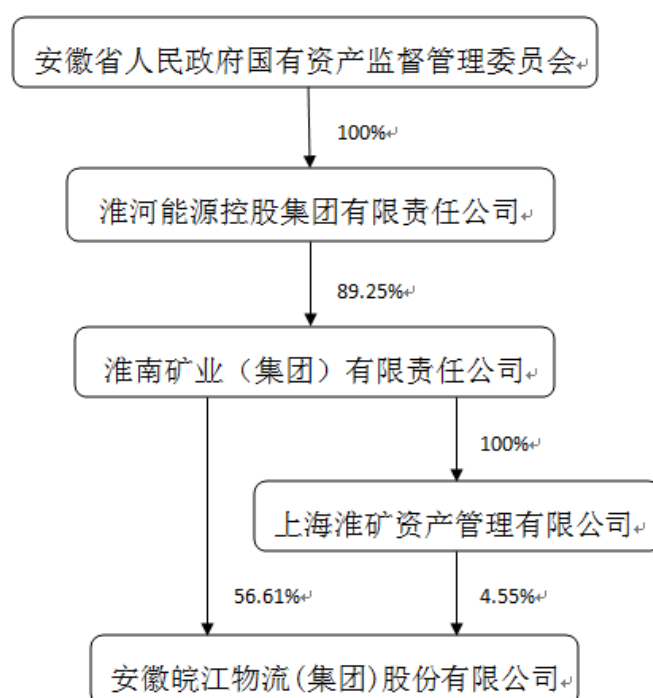 安徽省人民政府国有资产监督管理委员会
100%
淮河能源控股集团有限责任公司
89.25%
淮南矿业（集团）有限责任公司
100%
上海淮矿资产管理有限公司
56.61%
4.55%
安徽皖江物流(集团)股份有限公司